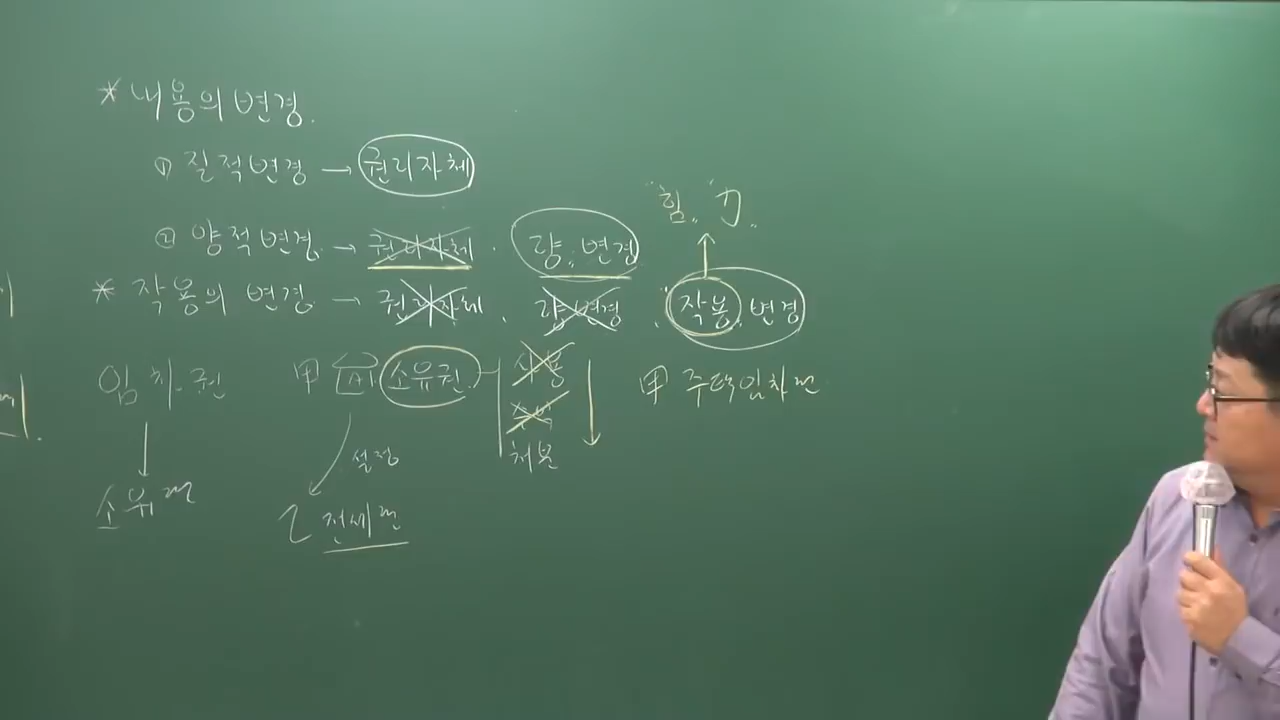 * 내용의 변경.
① 질적변경 → 권리자체
② 양적변경. → 권리자체. 량. 변경
"힘" 力"
* 작용의 변경. → 권리자체. 량변경. 작용 변경
임차권 甲 소유권 사용 甲 주택임차권
처분
설정
소유권 乙 전세권